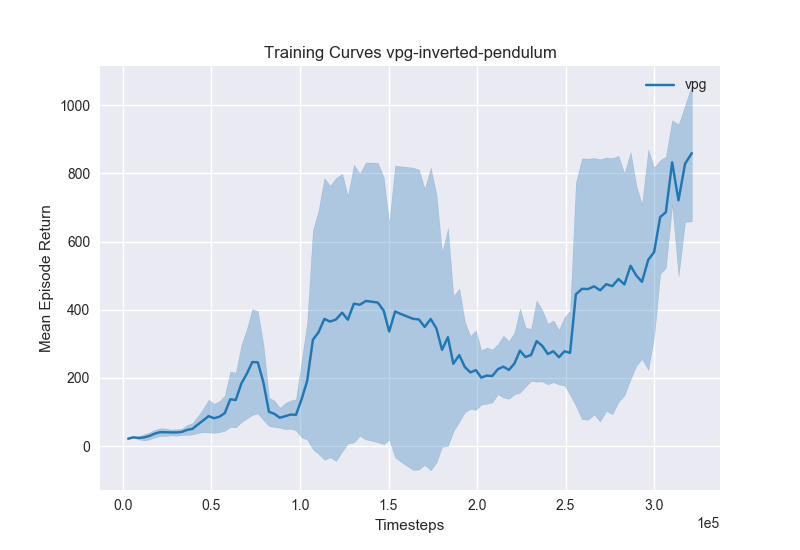 Training Curves vpg-inverted-pendulum
vpg
1000
800
600
400
200
0
Mean Episode Return
0.0 0.5 1.0 1.5 2.0 2.5 3.0
1e5
Timesteps